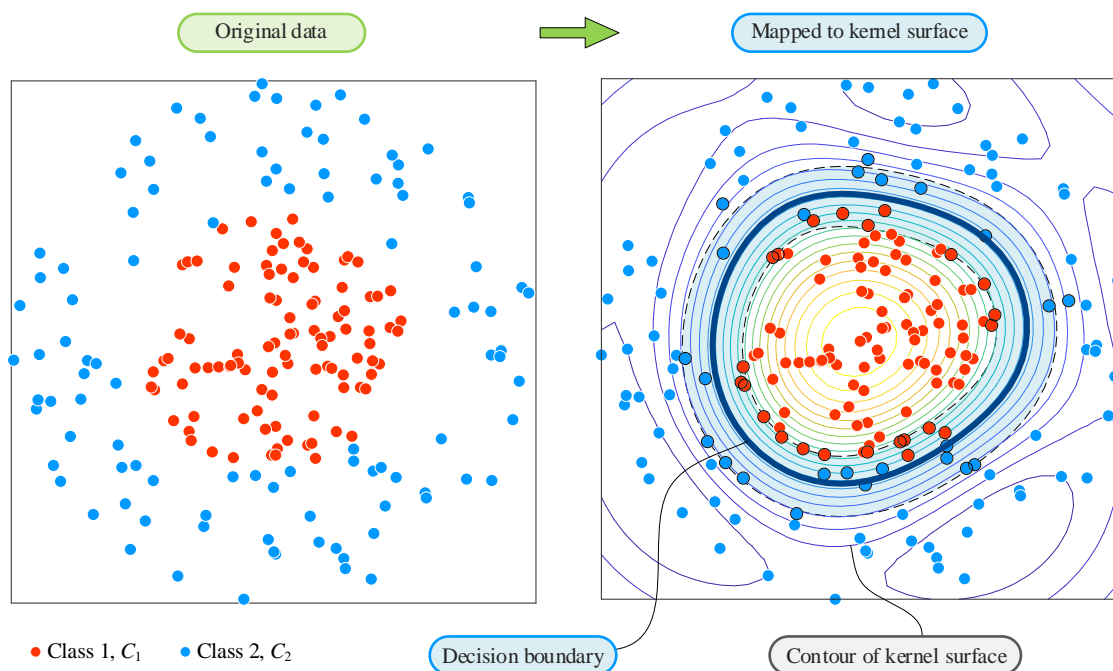 Original data
Mapped to kernel surface
Class 1, C1
Class 2, C2
Decision boundary
Contour of kernel surface